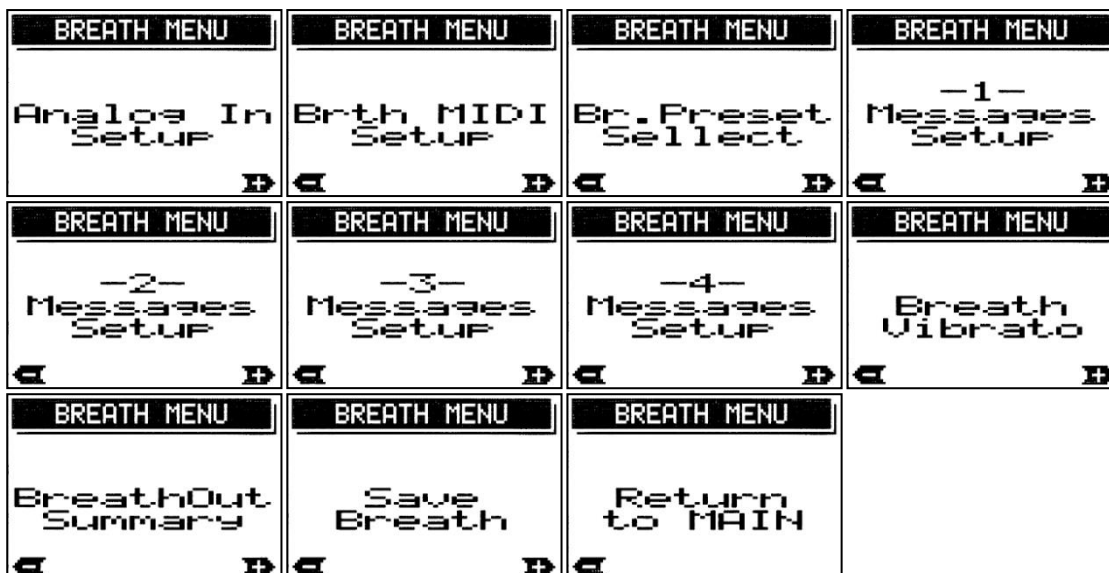 BREATH MENU
Analog In
Setup
BREATH MENU
Brth MIDI
Setup
BREATH MENU
Br.Preset
Sellect
BREATH MENU
-1-
Messages
Setup
BREATH MENU
-2-
Messages
Setup
BREATH MENU
-3-
Messages
Setup
BREATH MENU
-4-
Messages
Setup
BREATH MENU
Breath
Vibrato
BREATH MENU
BreathOut
Summary
BREATH MENU
Save
Breath
BREATH MENU
Return
to MAIN